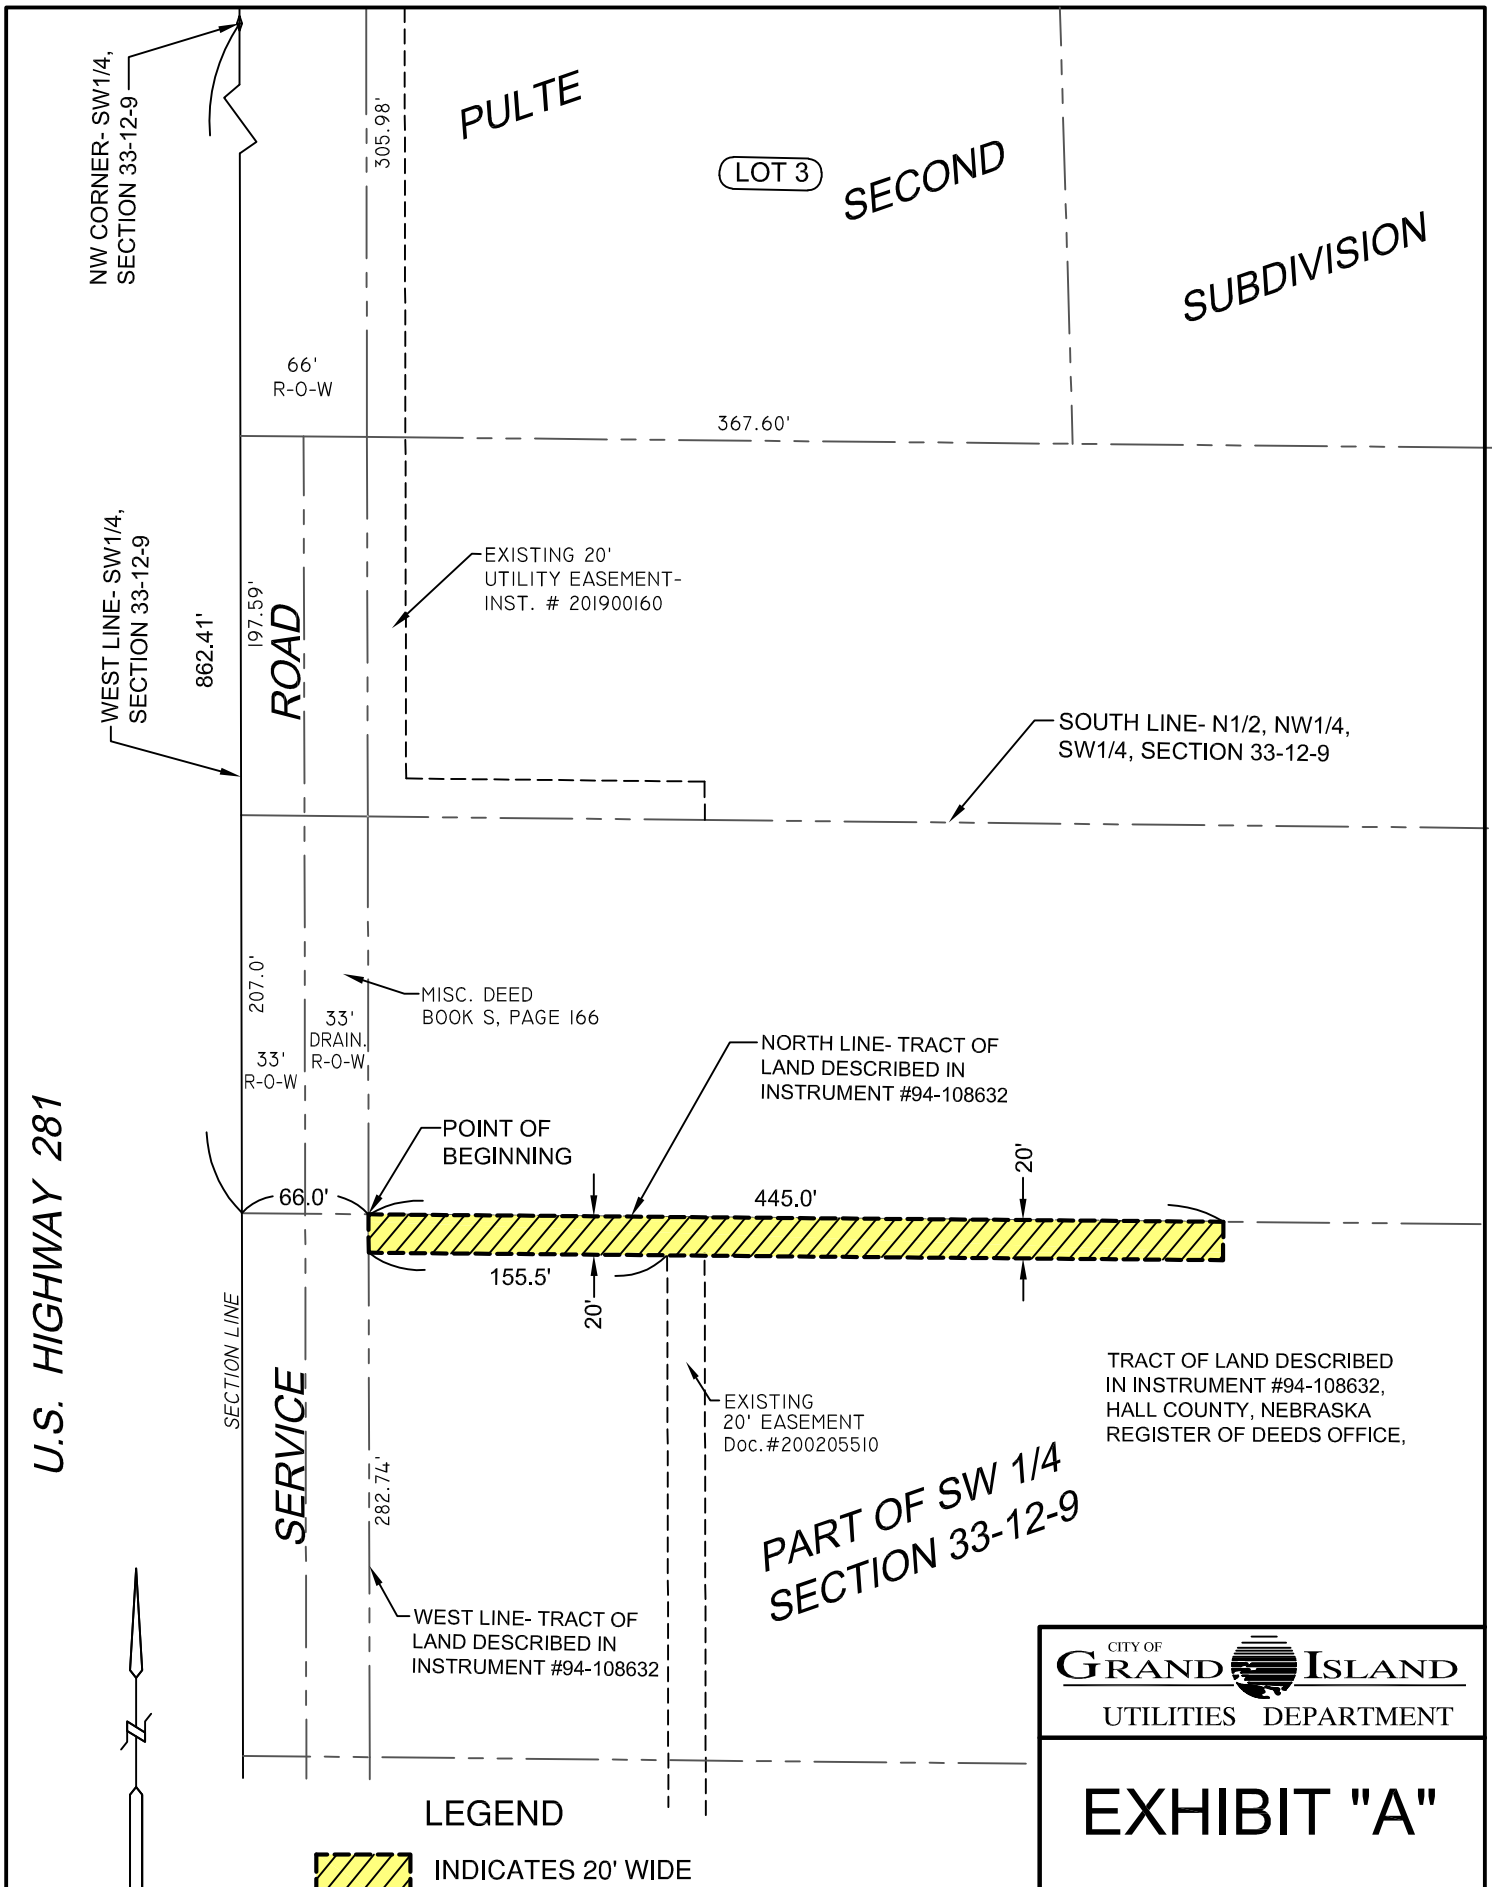 NW CORNER- SW1/4,
SECTION 33-12-9
305.98'
PULTE
LOT 3
SECOND
SUBDIVISION
66'
R-O-W
367.60'
WEST LINE- SW1/4,
SECTION 33-12-9
862.41'
197.59'
ROAD
EXISTING 20'
UTILITY EASEMENT-
INST. # 201900160
SOUTH LINE- N1/2, NW1/4,
SW1/4, SECTION 33-12-9
207.0'
33'
DRAIN.
R-O-W
33'
R-O-W
MISC. DEED
BOOK S, PAGE 166
NORTH LINE- TRACT OF
LAND DESCRIBED IN
INSTRUMENT #94-108632
U.S. HIGHWAY 281
POINT OF
BEGINNING
66.0'
445.0'
20'
155.5'
20'
SECTION LINE
SERVICE
282.74'
EXISTING
20' EASEMENT
Doc.#200205510
TRACT OF LAND DESCRIBED
IN INSTRUMENT #94-108632,
HALL COUNTY, NEBRASKA
REGISTER OF DEEDS OFFICE,
PART OF SW 1/4
SECTION 33-12-9
WEST LINE- TRACT OF
LAND DESCRIBED IN
INSTRUMENT #94-108632
CITY OF
GRAND ISLAND
UTILITIES DEPARTMENT
EXHIBIT "A"
LEGEND
INDICATES 20' WIDE